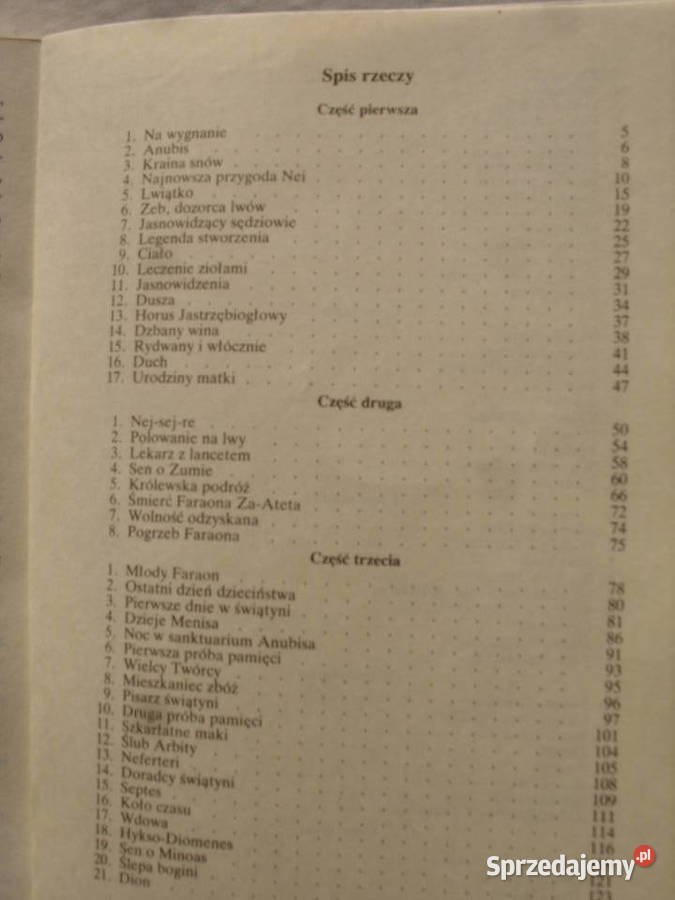 Spis rzeczy
Część pierwsza
1. Na wygnanie 5
2. Anubis 6
3. Kraina snów 8
4. Najnowsza przygoda Nei 10
5. Lwiątko 15
6. Zeb, dozorca lwów 19
7. Jasnowidzący sędziowie 22
8. Legenda stworzenia 25
9. Ciało 27
10. Leczenie ziołami 29
11. Jasnowidzenia 31
12. Dusza 34
13. Horus Jastrzębiogłowy 37
14. Dzbany wina 38
15. Rydwany i włócznie 41
16. Duch 44
17. Urodziny matki 47
Część druga
1. Nej-sej-re 50
2. Polowanie na lwy 54
3. Lekarz z lancetem 58
4. Sen o Zumie 60
5. Królewska podróż 66
6. Śmierć Faraona Za-Ateta 72
7. Wolność odzyskana 74
8. Pogrzeb Faraona 75
Część trzecia
1. Młody Faraon 78
2. Ostatni dzień dzieciństwa 80
3. Pierwsze dnie w świątyni 81
4. Dzieje Menisa 86
5. Noc w sanktuarium Anubisa 91
6. Pierwsza próba pamięci 93
7. Wielcy Twórcy 95
8. Mieszkaniec zbóż 96
9. Pisarz świątyni 97
10. Druga próba pamięci 101
11. Szkarłatne maki 104
12. Ślub Arbity 105
13. Neferteri 108
14. Doradcy świątyni 109
15. Septes 111
16. Koło czasu 114
17. Wdowa 116
18. Hykso-Diomenes
19. Sen o Minoas 121
20. Ślepa bogini 123
21. Dion
Sprzedajemy.pl